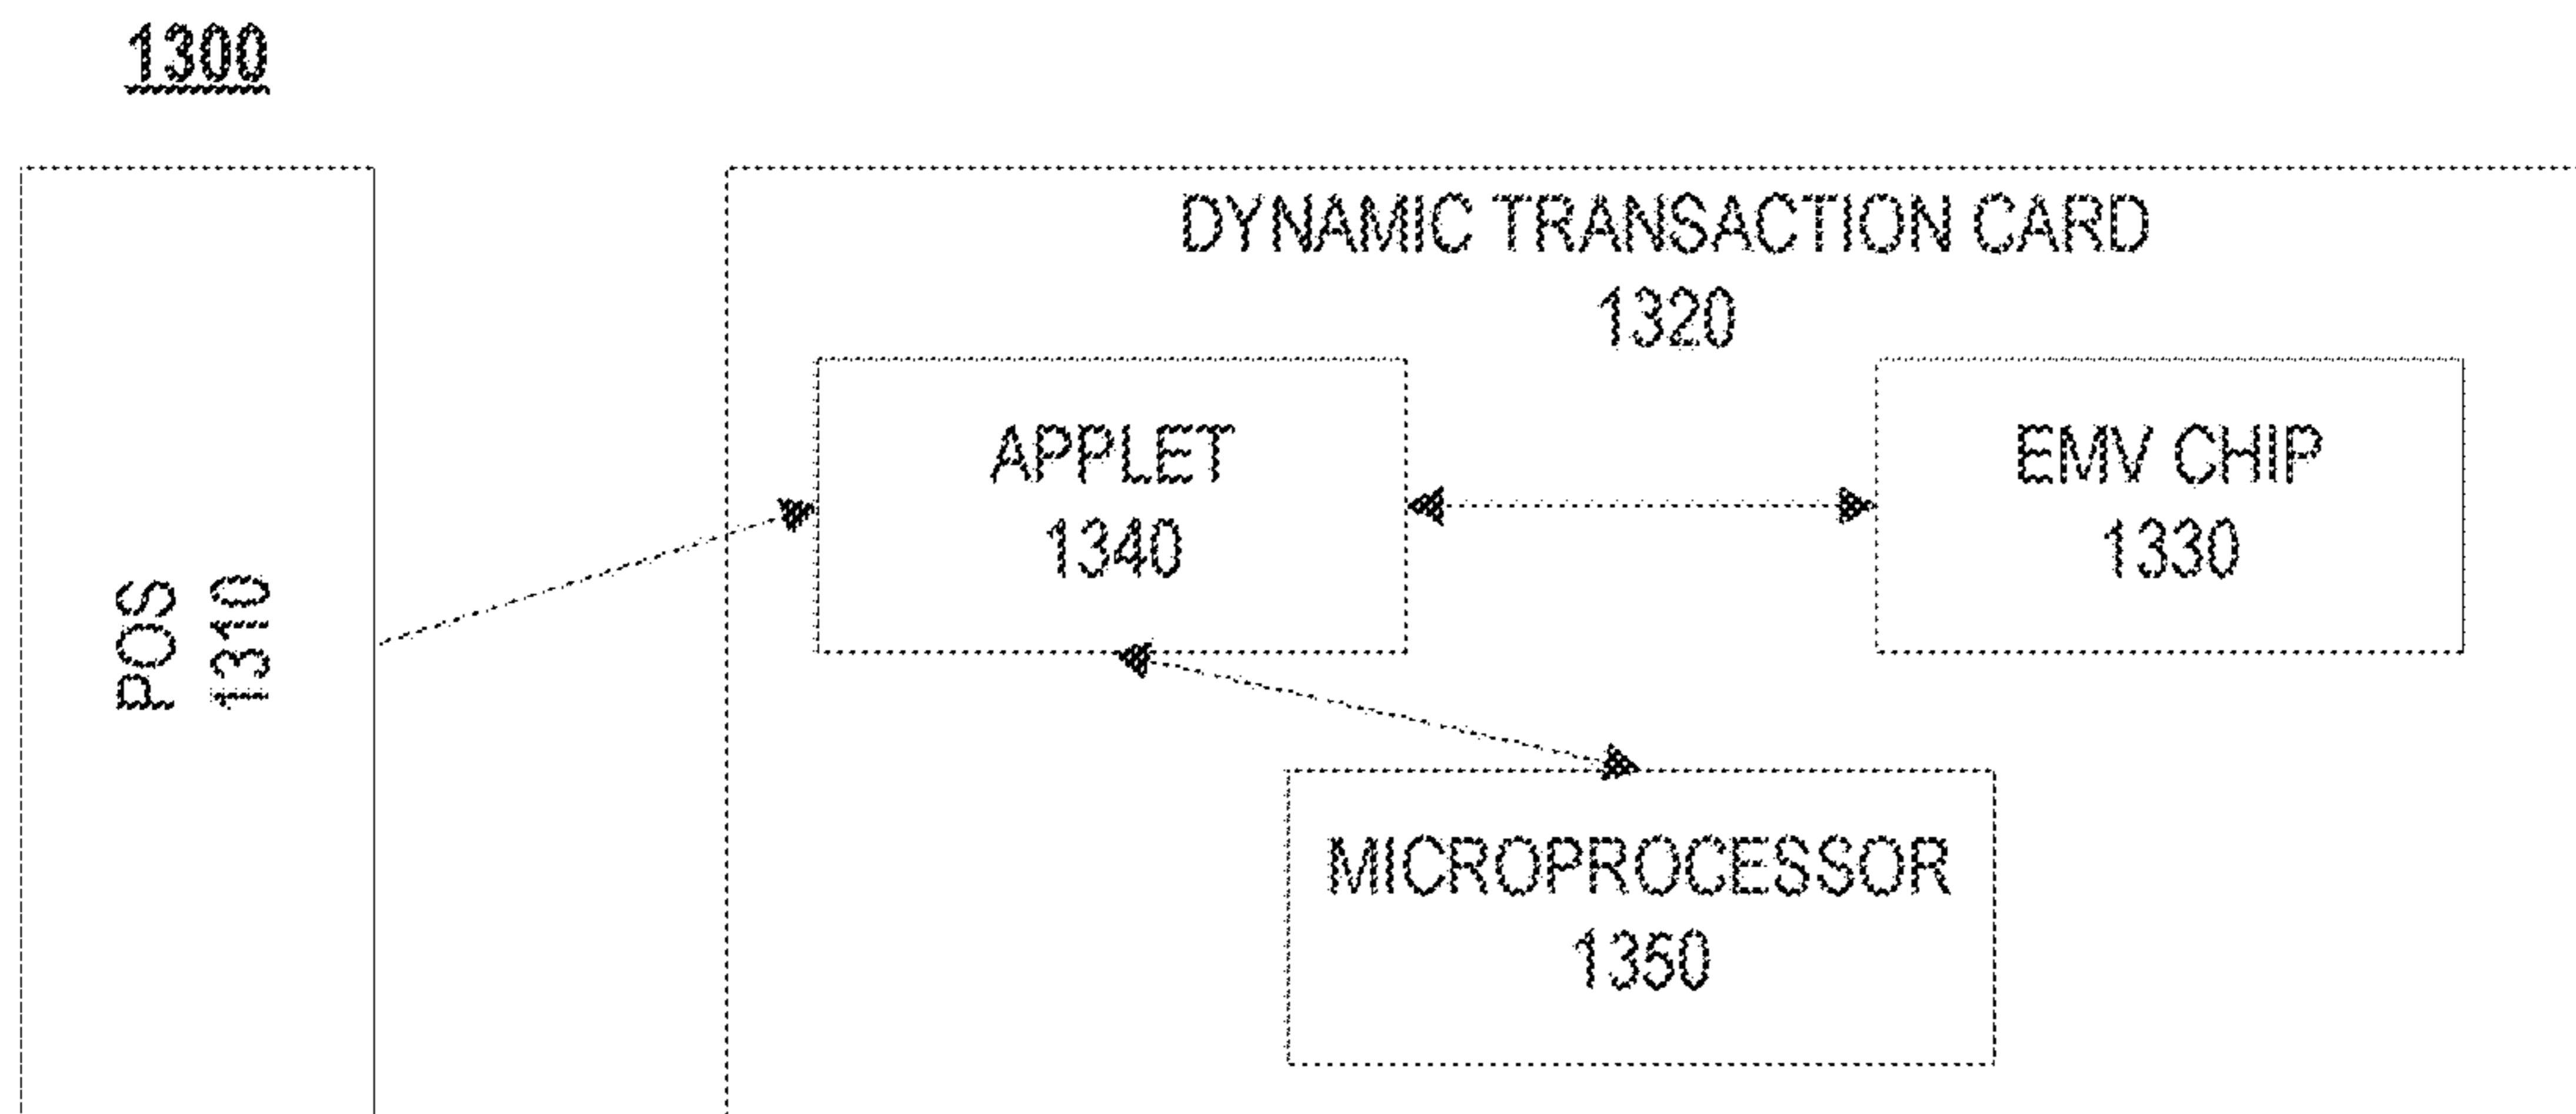 1300
DYNAMIC TRANSACTION CARD
1320
APPLET
1340
EMV CHIP
1330
POS
1310
MICROPROCESSOR
1350